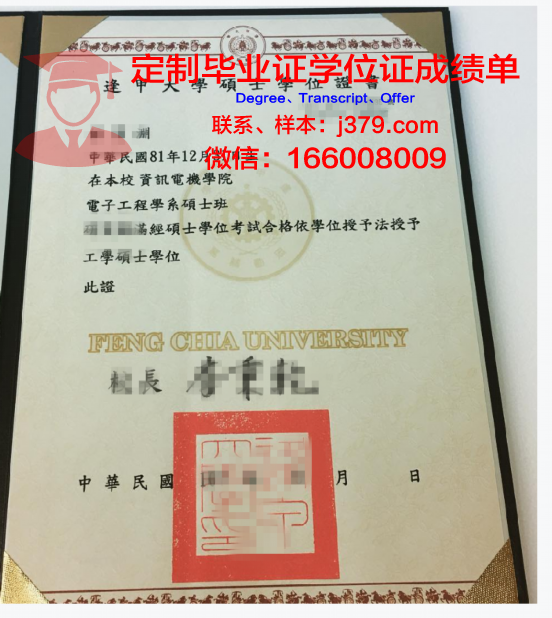 定制毕业证学位证成绩单
逢甲大學碩士學位證書
Degree, Transcript, Offer
联系、样本：j379.com
中華民國81年12月
微信：166008009
在本校資訊電機學院
電子工程學系碩士班
滿經碩士學位考試合格依學位授予法授予
工學碩士學位
此證
FENG CHIA UNIVERSITY
校長
中華民國 月 日